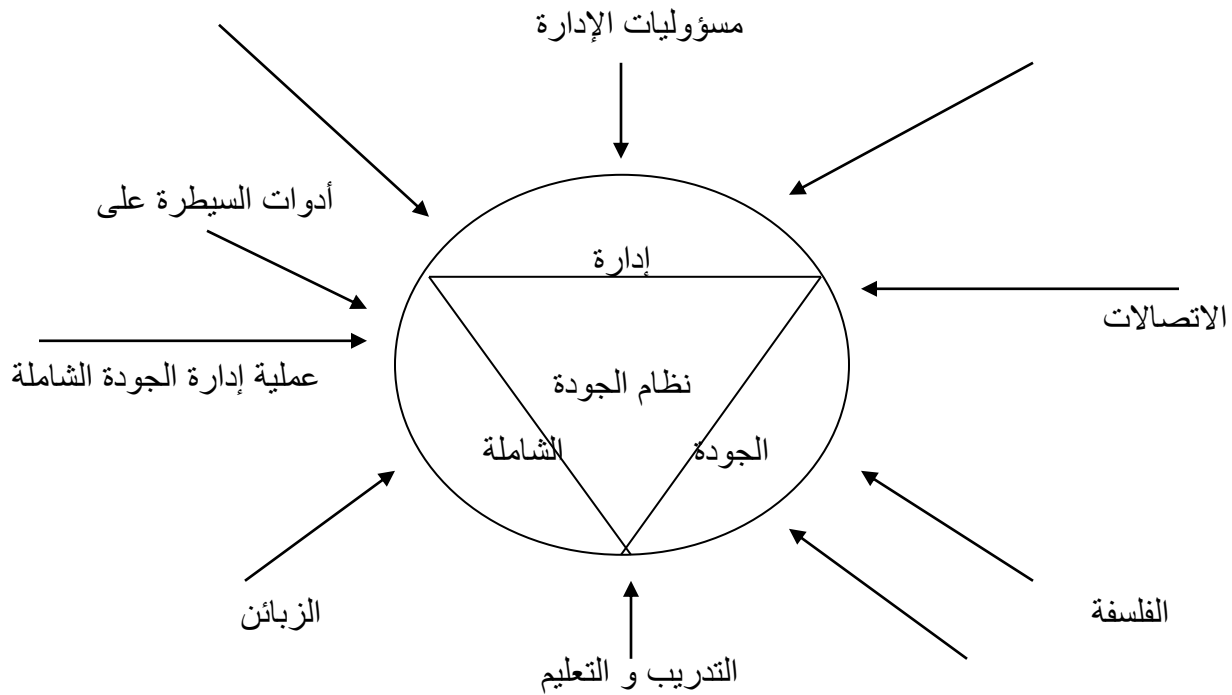 مسؤوليات الإدارة
أدوات السيطرة على
إدارة
الاتصالات
عملية إدارة الجودة الشاملة
نظام الجودة
الجودة
الشاملة
الفلسفة
الزبائن
التدريب و التعليم